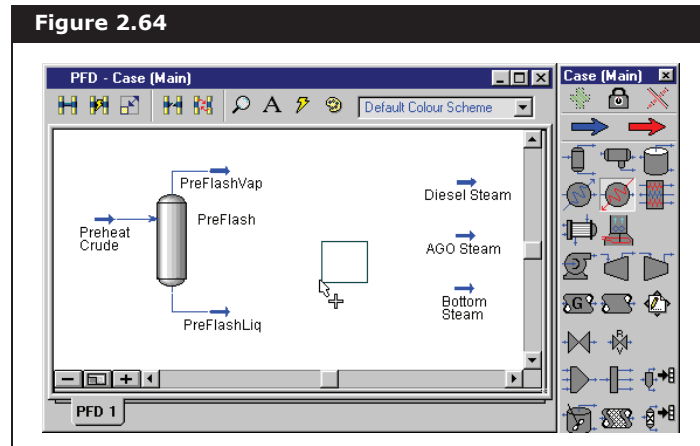 Figure 2.64
PFD - Case (Main)
A
Default Colour Scheme
PreFlashVap
PreFlash
Preheat
Crude
PreFlashLiq
Diesel Steam
AGO Steam
Bottom
Steam
PFD 1
Case (Main)
G
R